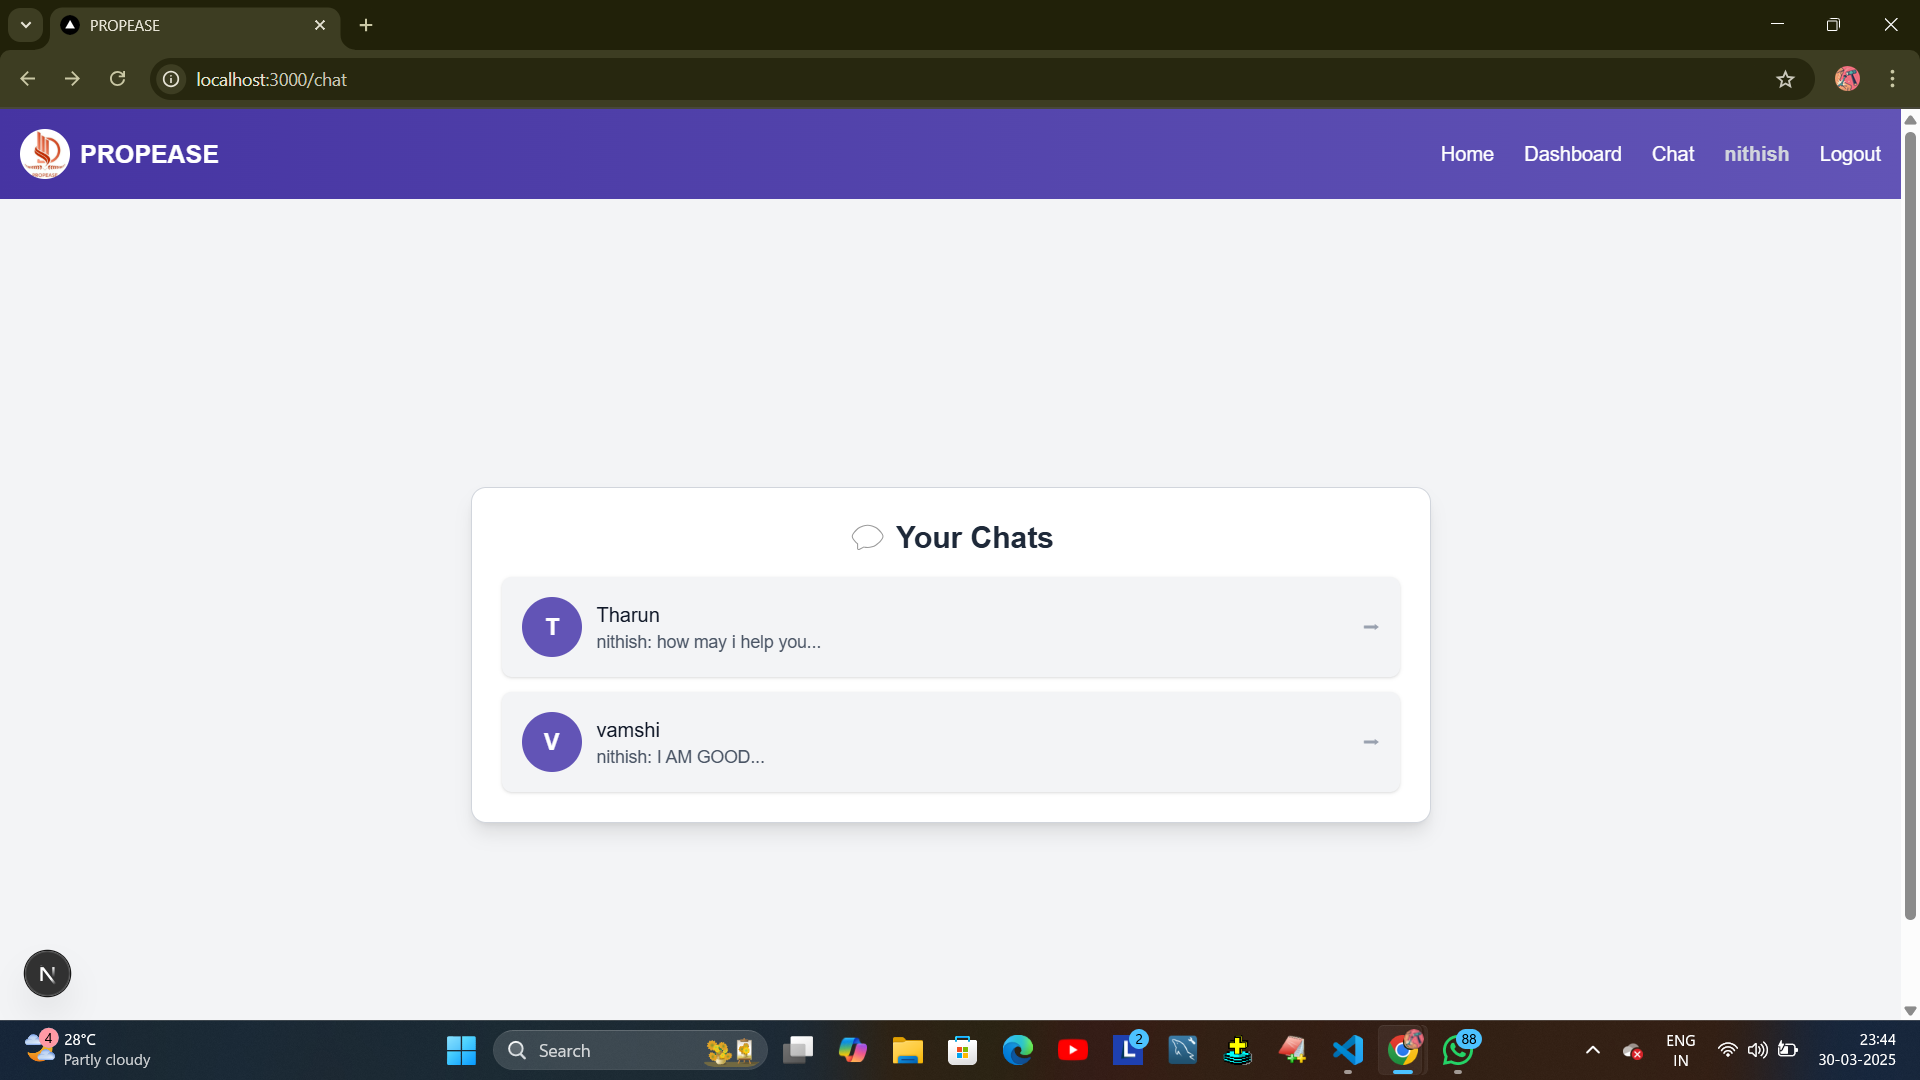 PROPEASE
localhost:3000/chat
PROPEASE
Home Dashboard Chat nithish Logout
Your Chats
T
Tharun
nithish: how may i help you...
V
vamshi
nithish: I AM GOOD...
N
4
28°C
Partly cloudy
Search
L
2
88
ENG
IN
23:44
30-03-2025